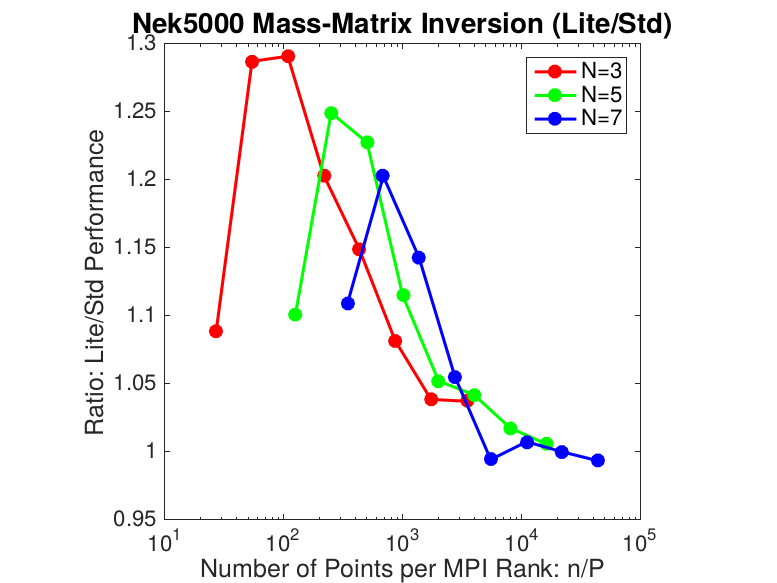 Nek5000 Mass-Matrix Inversion (Lite/Std)
1.3
1.25
1.2
1.15
1.1
1.05
1
0.95
Ratio: Lite/Std Performance
N=3
N=5
N=7
10^1 10^2 10^3 10^4 10^5
Number of Points per MPI Rank: n/P